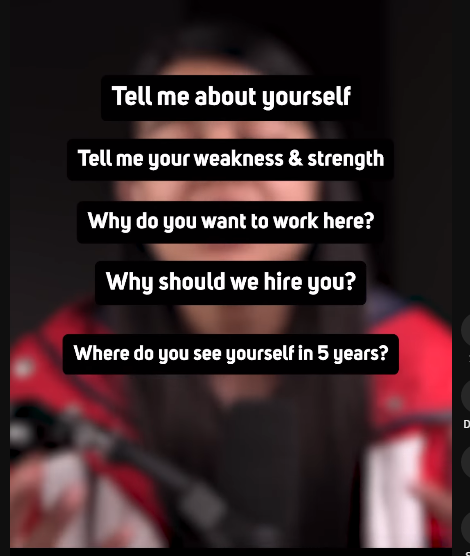 Tell me about yourself
Tell me your weakness & strength
Why do you want to work here?
Why should we hire you?
Where do you see yourself in 5 years?
D